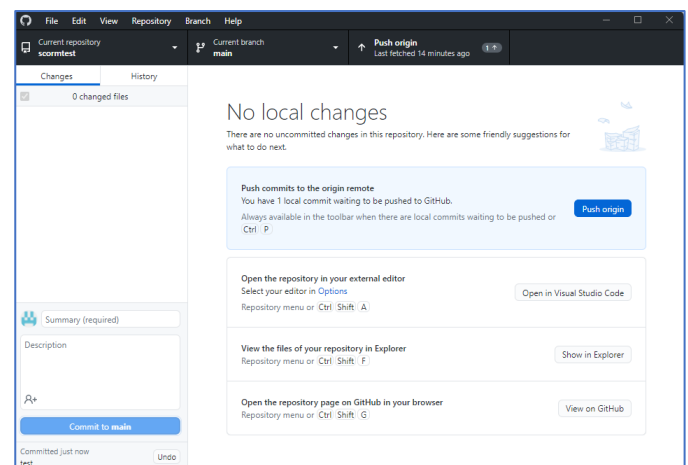 File Edit View Repository Branch Help
Current repository
scormtest
Current branch
main
Push origin
Last fetched 14 minutes ago
1
Changes
History
0 changed files
No local changes
There are no uncommitted changes in this repository. Here are some friendly suggestions for
what to do next.
Push commits to the origin remote
You have 1 local commit waiting to be pushed to GitHub.
Always available in the toolbar when there are local commits waiting to be pushed or
Ctrl P
Push origin
Open the repository in your external editor
Select your editor in Options
Repository menu or Ctrl Shift A
Open in Visual Studio Code
View the files of your repository in Explorer
Repository menu or Ctrl Shift F
Show in Explorer
Open the repository page on GitHub in your browser
Repository menu or Ctrl Shift G
View on GitHub
Summary (required)
Description
Commit to main
Committed just now
test
Undo